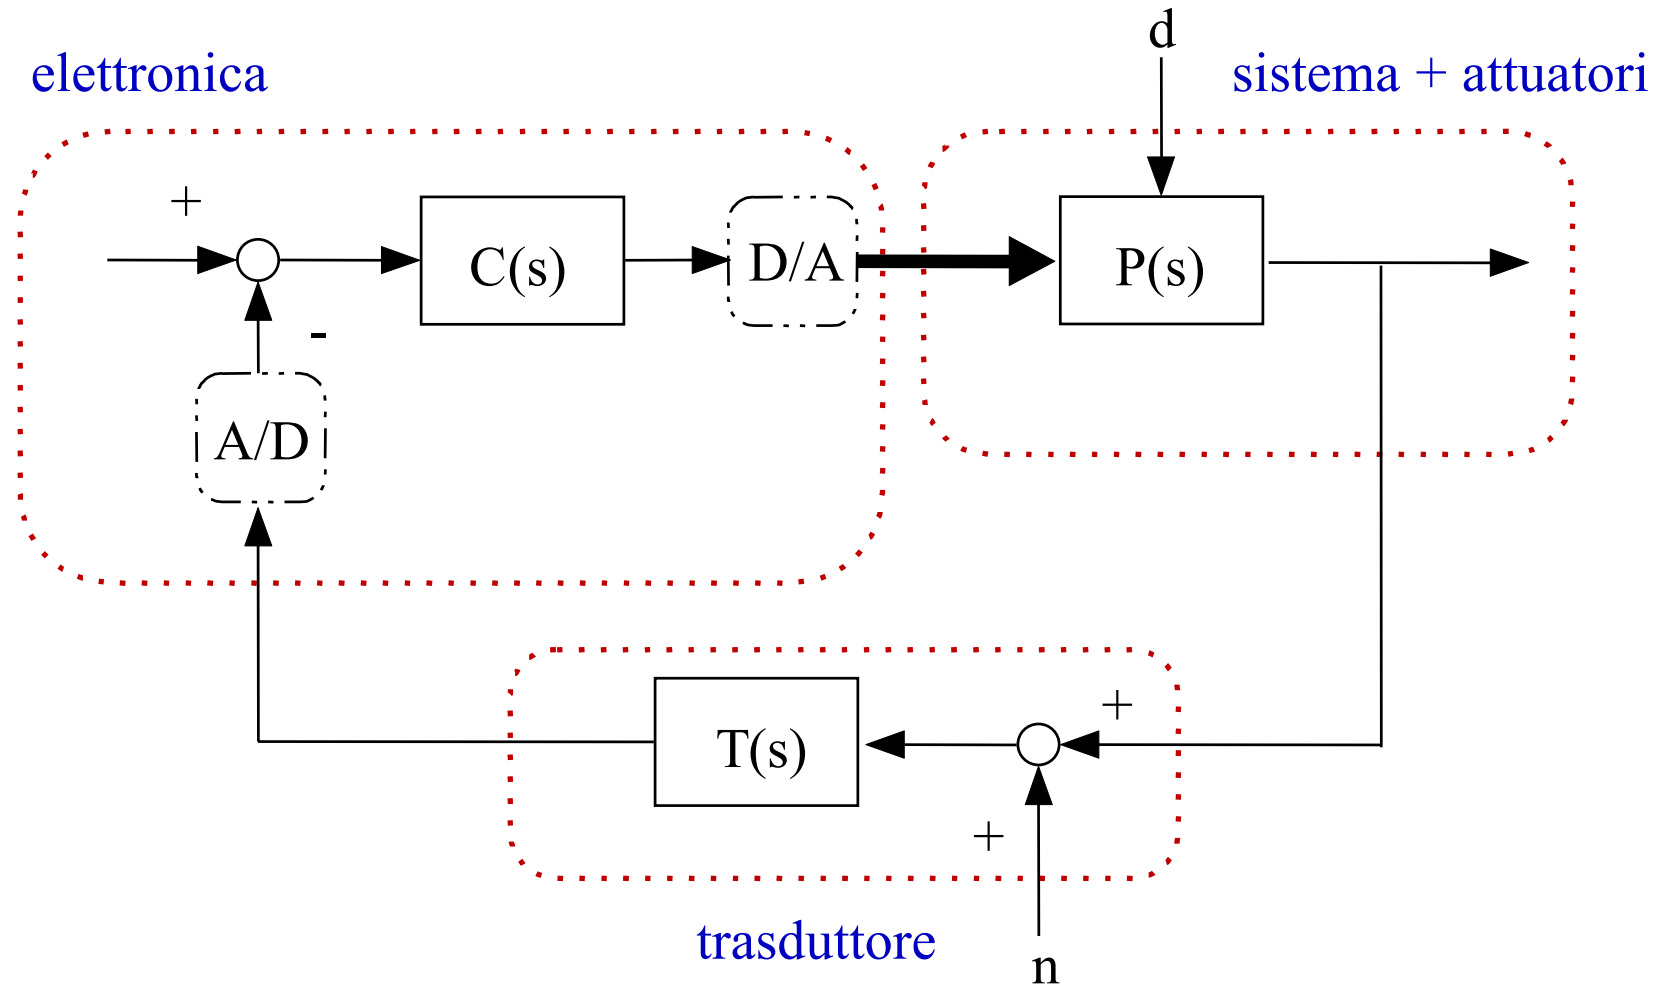 d
elettronica
sistema + attuatori
+
C(s)
D/A
P(s)
-
A/D
+
T(s)
+
trasduttore
n